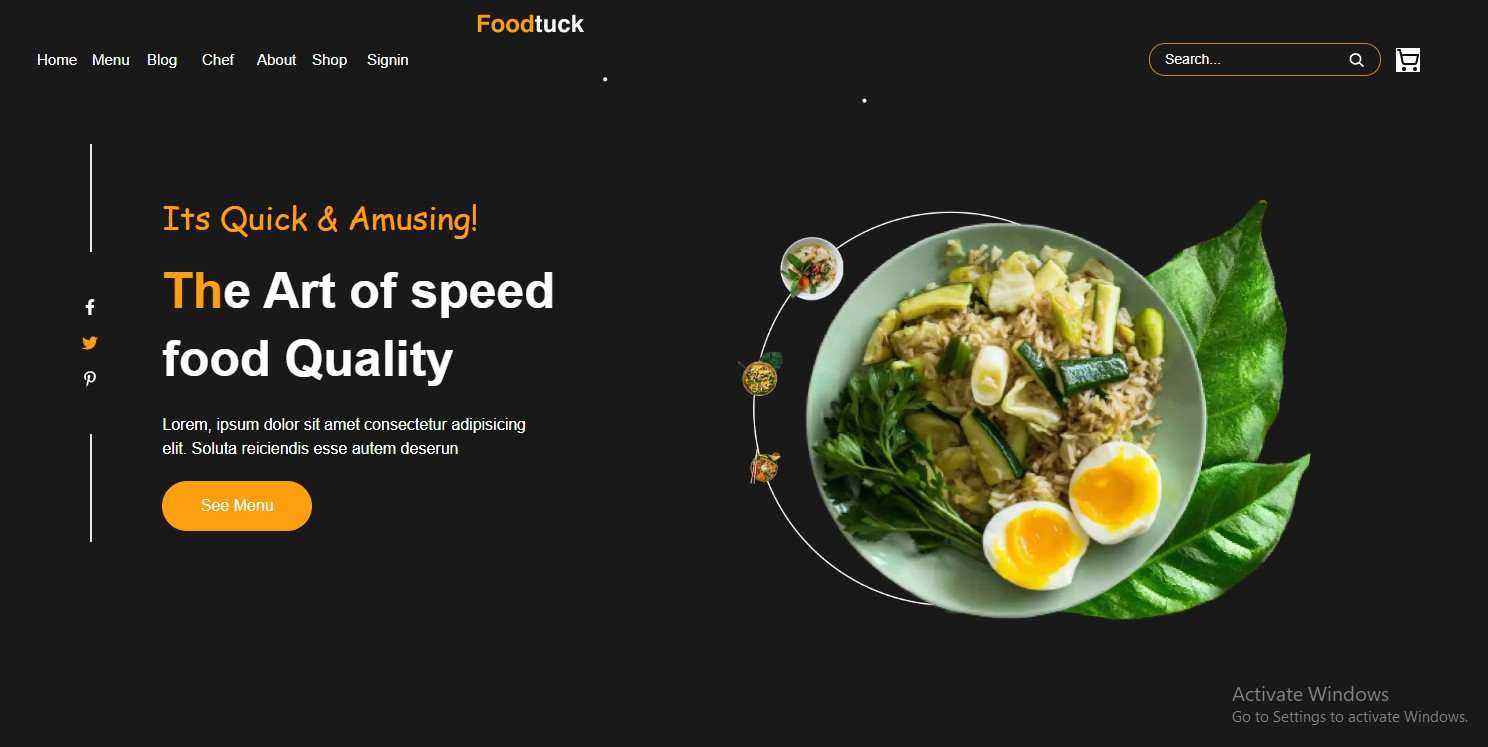 Foodtuck
Home Menu Blog Chef About Shop Signin
Search...
Its Quick & Amusing!
The Art of speed
food Quality
Lorem, ipsum dolor sit amet consectetur adipisicing
elit. Soluta reiciendis esse autem deserun
See Menu
Activate Windows
Go to Settings to activate Windows.